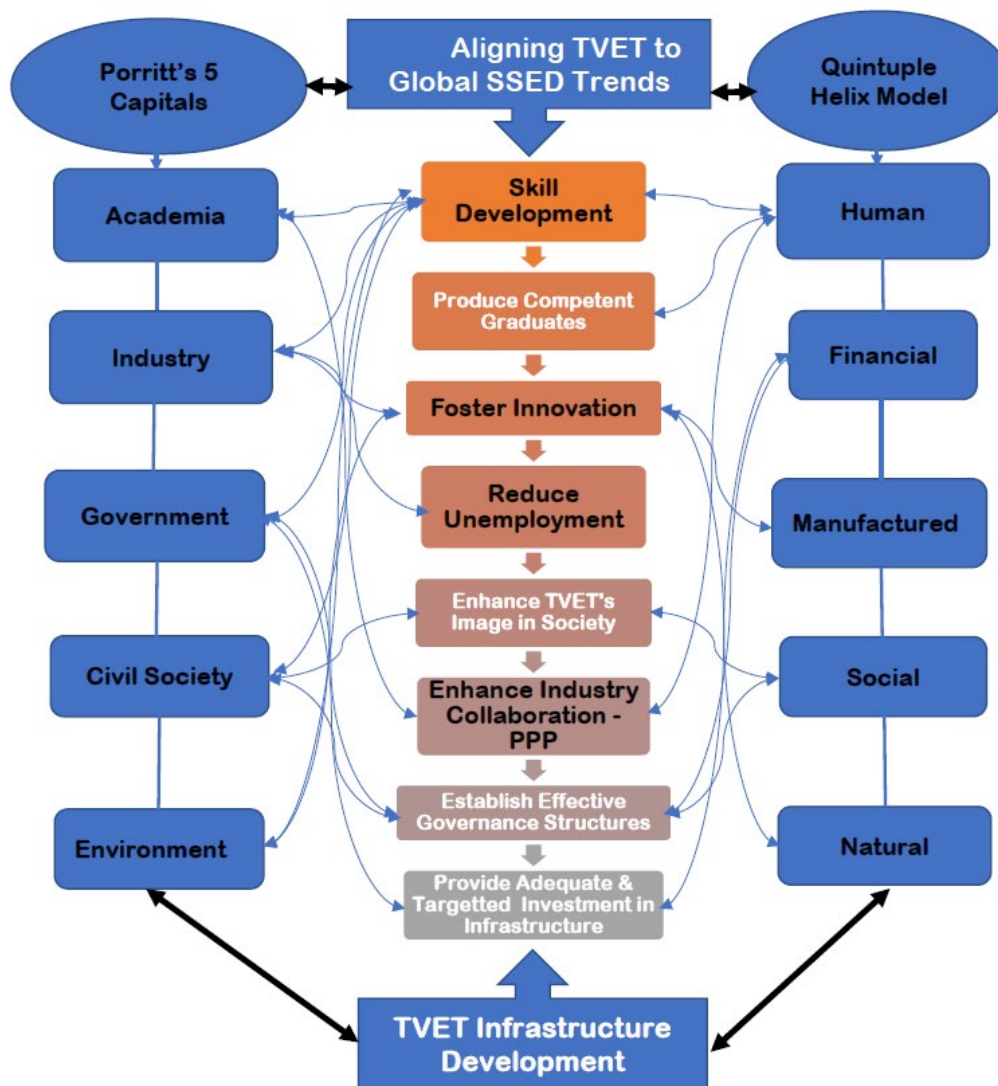 Porritt's 5
Capitals
Aligning TVET to
Global SSED Trends
Quintuple
Helix Model
Academia
Industry
Government
Civil Society
Environment
Skill
Development
Produce Competent
Graduates
Foster Innovation
Reduce
Unemployment
Enhance TVET's
Image in Society
Enhance Industry
Collaboration -
PPP
Establish Effective
Governance Structures
Provide Adequate &
Targetted Investment in
Infrastructure
Human
Financial
Manufactured
Social
Natural
TVET Infrastructure
Development